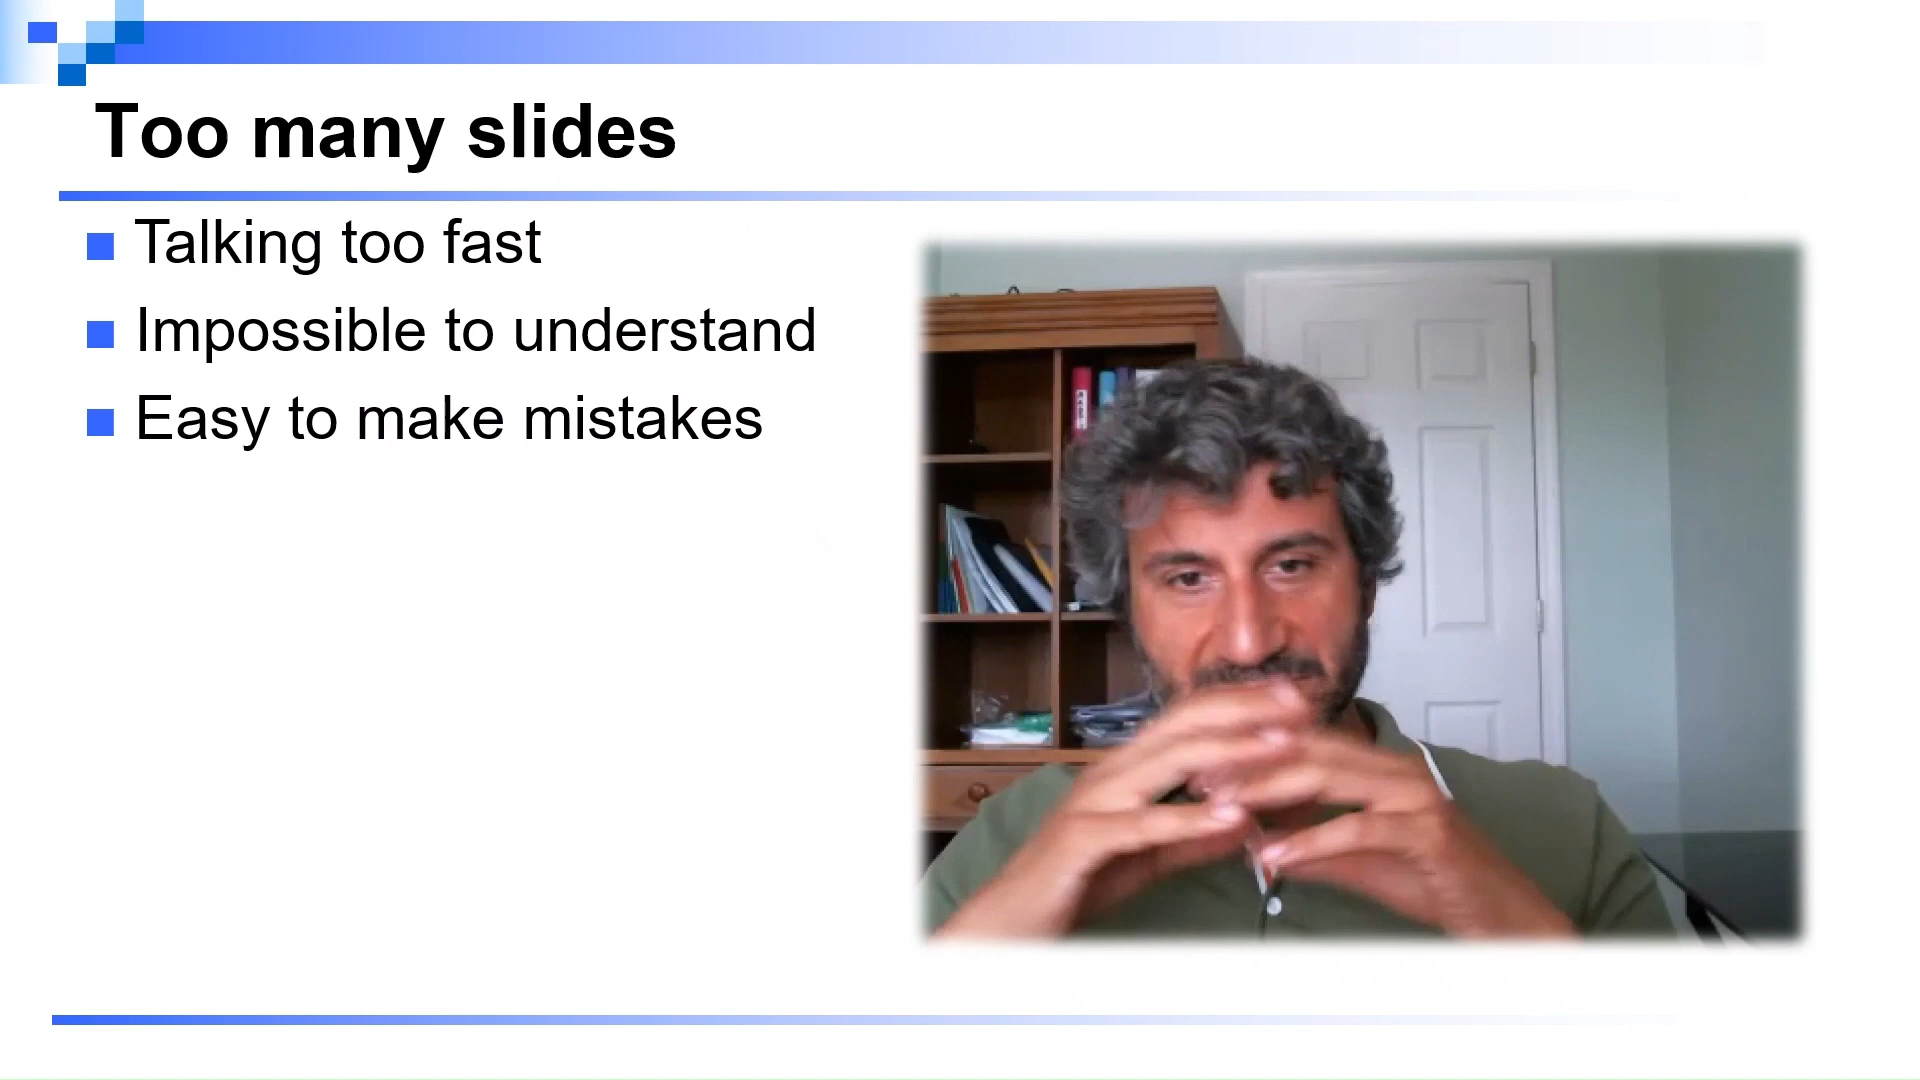 Too many slides
Talking too fast
Impossible to understand
Easy to make mistakes